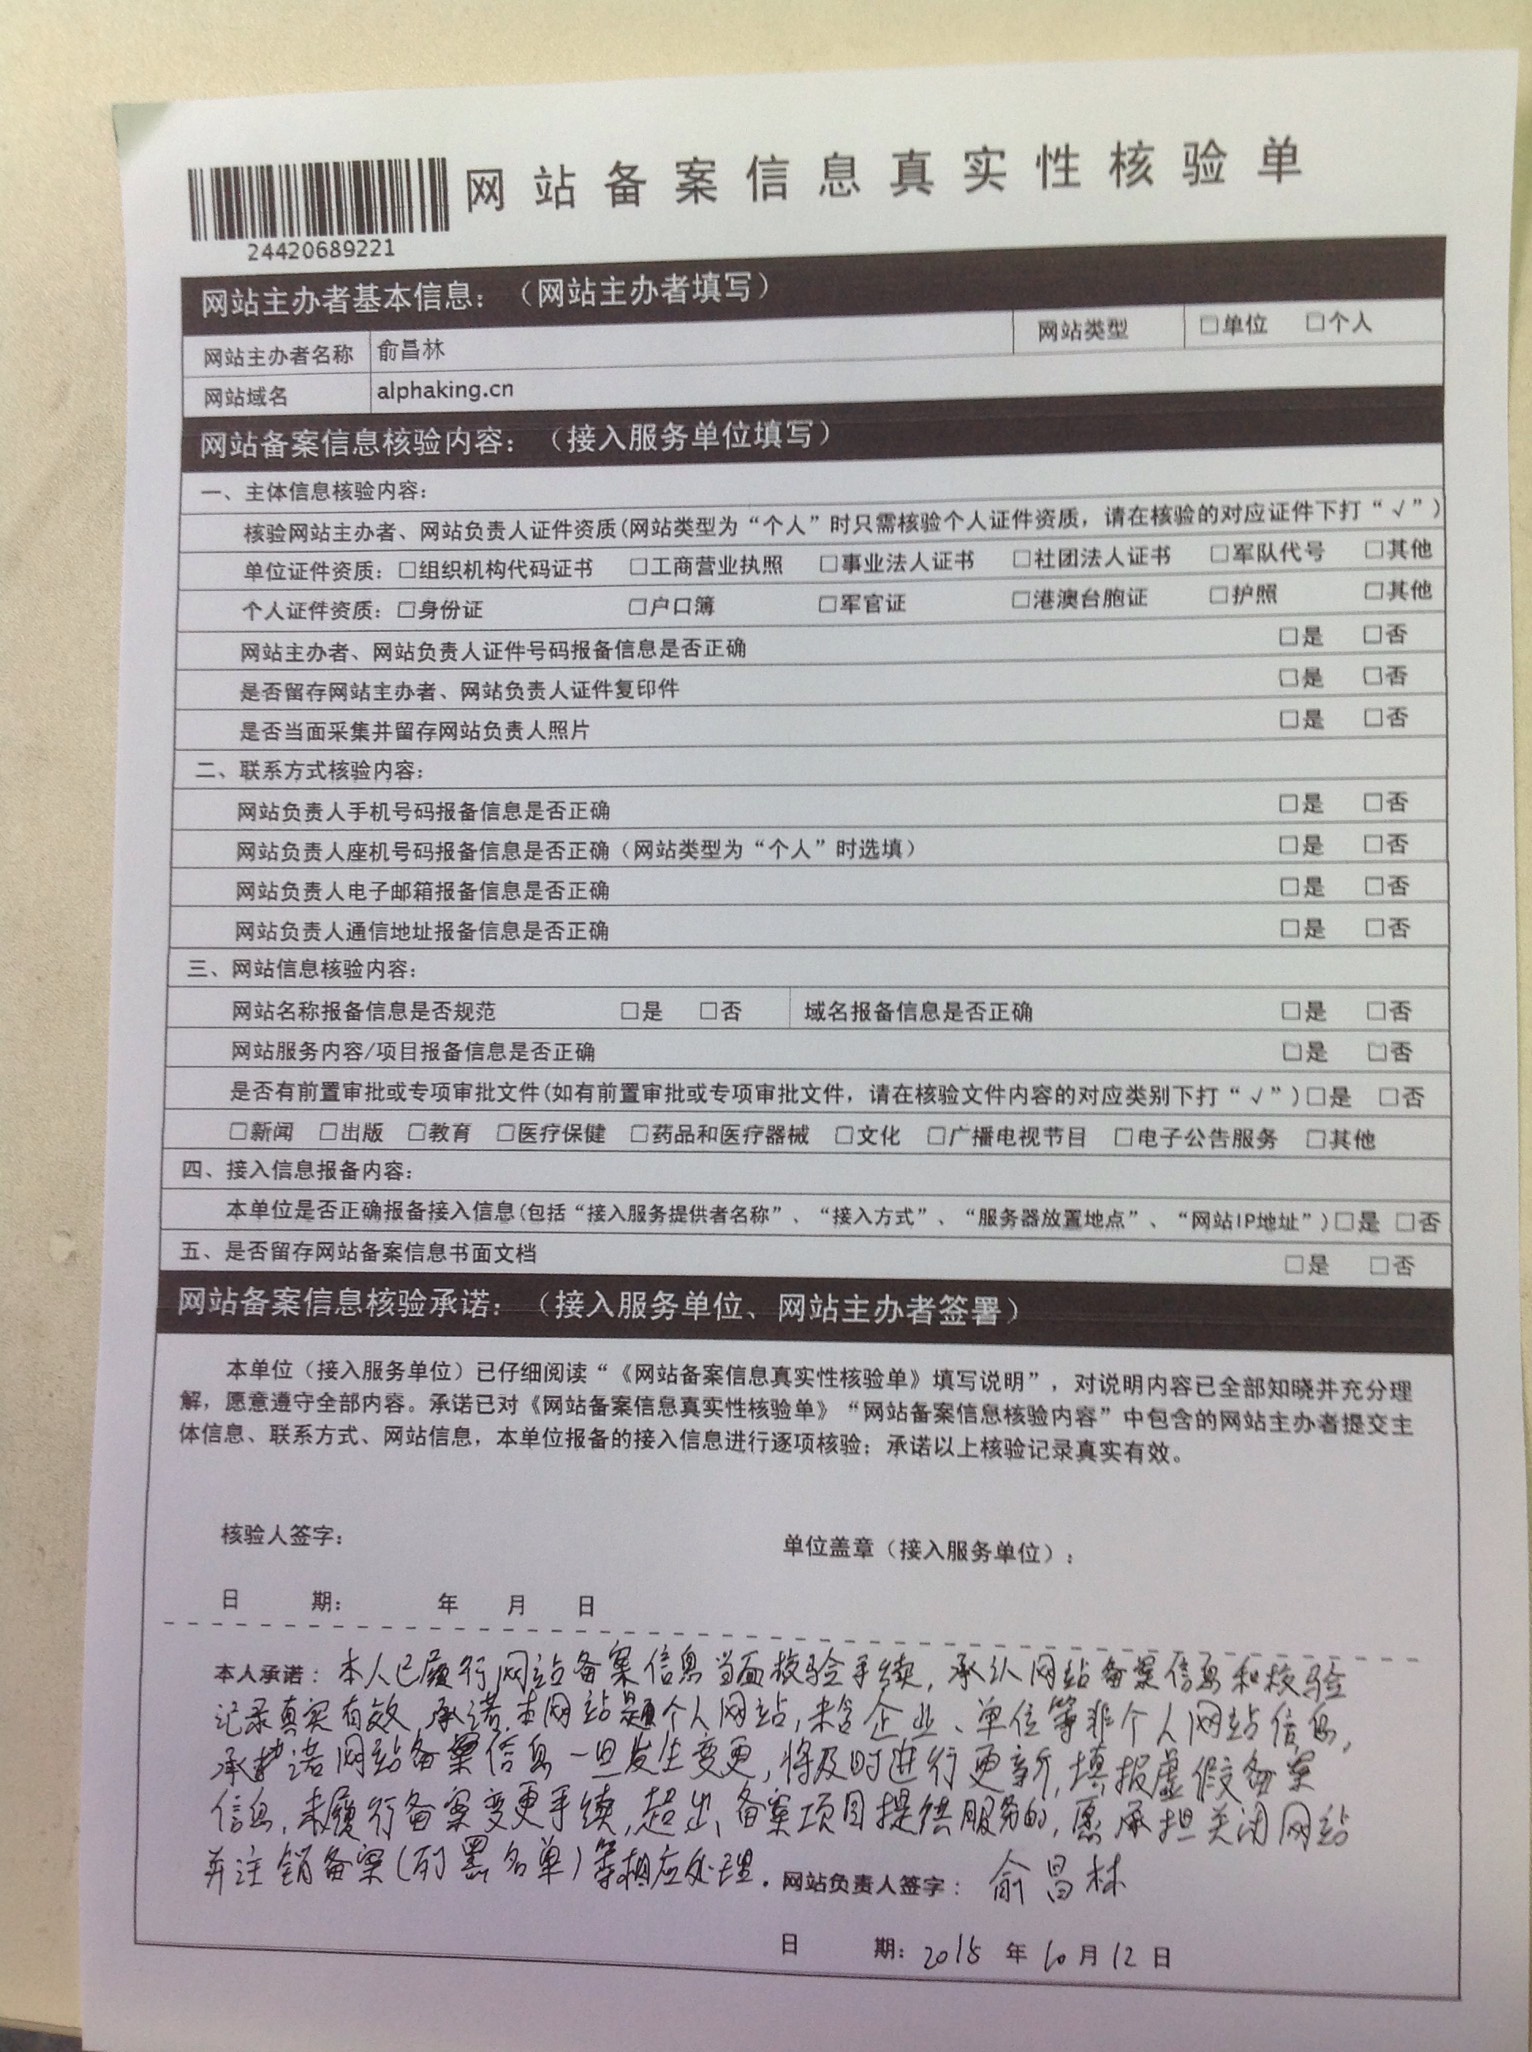 网站备案信息真实性核验单
24420689221
网站主办者基本信息：（网站主办者填写）
网站主办者名称 俞昌林 网站类型 □单位 □个人
网站域名 alphaking.cn
网站备案信息核验内容：（接入服务单位填写）
一、主体信息核验内容：
核验网站主办者、网站负责人证件资质(网站类型为“个人”时只需核验个人证件资质，请在核验的对应证件下打“√”)
单位证件资质：□组织机构代码证书 □工商营业执照 □事业法人证书 □社团法人证书 □军队代号 □其他
个人证件资质：□身份证 □户口簿 □军官证 □港澳台胞证 □护照 □其他
网站主办者、网站负责人证件号码报备信息是否正确 □是 □否
是否留存网站主办者、网站负责人证件复印件 □是 □否
是否当面采集并留存网站负责人照片 □是 □否
二、联系方式核验内容：
网站负责人手机号码报备信息是否正确 □是 □否
网站负责人座机号码报备信息是否正确（网站类型为“个人”时选填） □是 □否
网站负责人电子邮箱报备信息是否正确 □是 □否
网站负责人通信地址报备信息是否正确 □是 □否
三、网站信息核验内容：
网站名称报备信息是否规范 □是 □否 域名报备信息是否正确 □是 □否
网站服务内容/项目报备信息是否正确 □是 □否
是否有前置审批或专项审批文件(如有前置审批或专项审批文件，请在核验文件内容的对应类别下打“√”)□是 □否
□新闻 □出版 □教育 □医疗保健 □药品和医疗器械 □文化 □广播电视节目 □电子公告服务 □其他
四、接入信息报备内容：
本单位是否正确报备接入信息(包括“接入服务提供者名称”、“接入方式”、“服务器放置地点”、“网站IP地址”)□是 □否
五、是否留存网站备案信息书面文档 □是 □否
网站备案信息核验承诺：（接入服务单位、网站主办者签署）
本单位（接入服务单位）已仔细阅读“《网站备案信息真实性核验单》填写说明”，对说明内容已全部知晓并充分理
解，愿意遵守全部内容。承诺已对《网站备案信息真实性核验单》“网站备案信息核验内容”中包含的网站主办者提交主
体信息、联系方式、网站信息，本单位报备的接入信息进行逐项核验；承诺以上核验记录真实有效。
核验人签字： 单位盖章（接入服务单位）：
日 期： 年 月 日
本人承诺：本人已履行网站备案信息当面核验手续，承认网站备案信息和核验
记录真实有效，承诺本网站是个人网站，未含企业、单位等非个人网站信息，
承诺网站备案信息一旦发生变更，将及时进行更新，填报虚假备案
信息，未履行备案变更手续，超出备案项目提供服务的，愿承担关闭网站
并注销备案(列黑名单)等相应处理。网站负责人签字：俞昌林
日 期：2015年10月12日